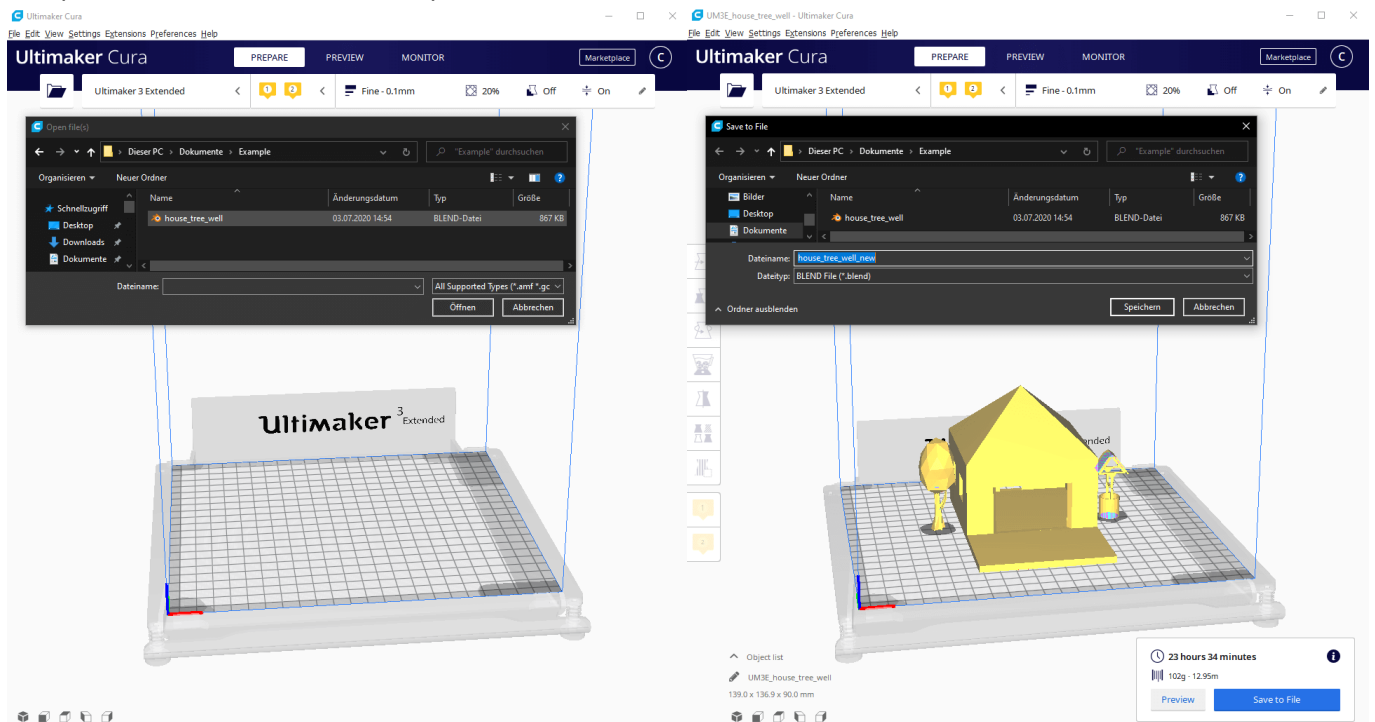 Ultimaker Cura
File Edit View Settings Extensions Preferences Help
Ultimaker Cura
PREPARE
PREVIEW
MONITOR
Marketplace
C
Ultimaker 3 Extended
1
2
Fine - 0.1mm
20%
Off
On
Open file(s)
Dieser PC › Dokumente › Example
"Example" durchsuchen
Organisieren
Neuer Ordner
Schnellzugriff
Desktop
Downloads
Dokumente
Name
Änderungsdatum
Typ
Größe
house_tree_well
03.07.2020 14:54
BLEND-Datei
867 KB
Dateiname:
All Supported Types (*.amf *.gc
Öffnen
Abbrechen
Ultimaker 3 Extended
UM3E_house_tree_well - Ultimaker Cura
File Edit View Settings Extensions Preferences Help
Ultimaker Cura
PREPARE
PREVIEW
MONITOR
Marketplace
C
Ultimaker 3 Extended
1
2
Fine - 0.1mm
20%
Off
On
Save to File
Dieser PC › Dokumente › Example
"Example" durchsuchen
Organisieren
Neuer Ordner
Bilder
Desktop
Dokumente
Name
Änderungsdatum
Typ
Größe
house_tree_well
03.07.2020 14:54
BLEND-Datei
867 KB
Dateiname:
house_tree_well_new
Dateityp:
BLEND File (*.blend)
Ordner ausblenden
Speichern
Abbrechen
1
2
Object list
UM3E_house_tree_well
139.0 x 136.9 x 90.0 mm
23 hours 34 minutes
102g · 12.95m
Preview
Save to File